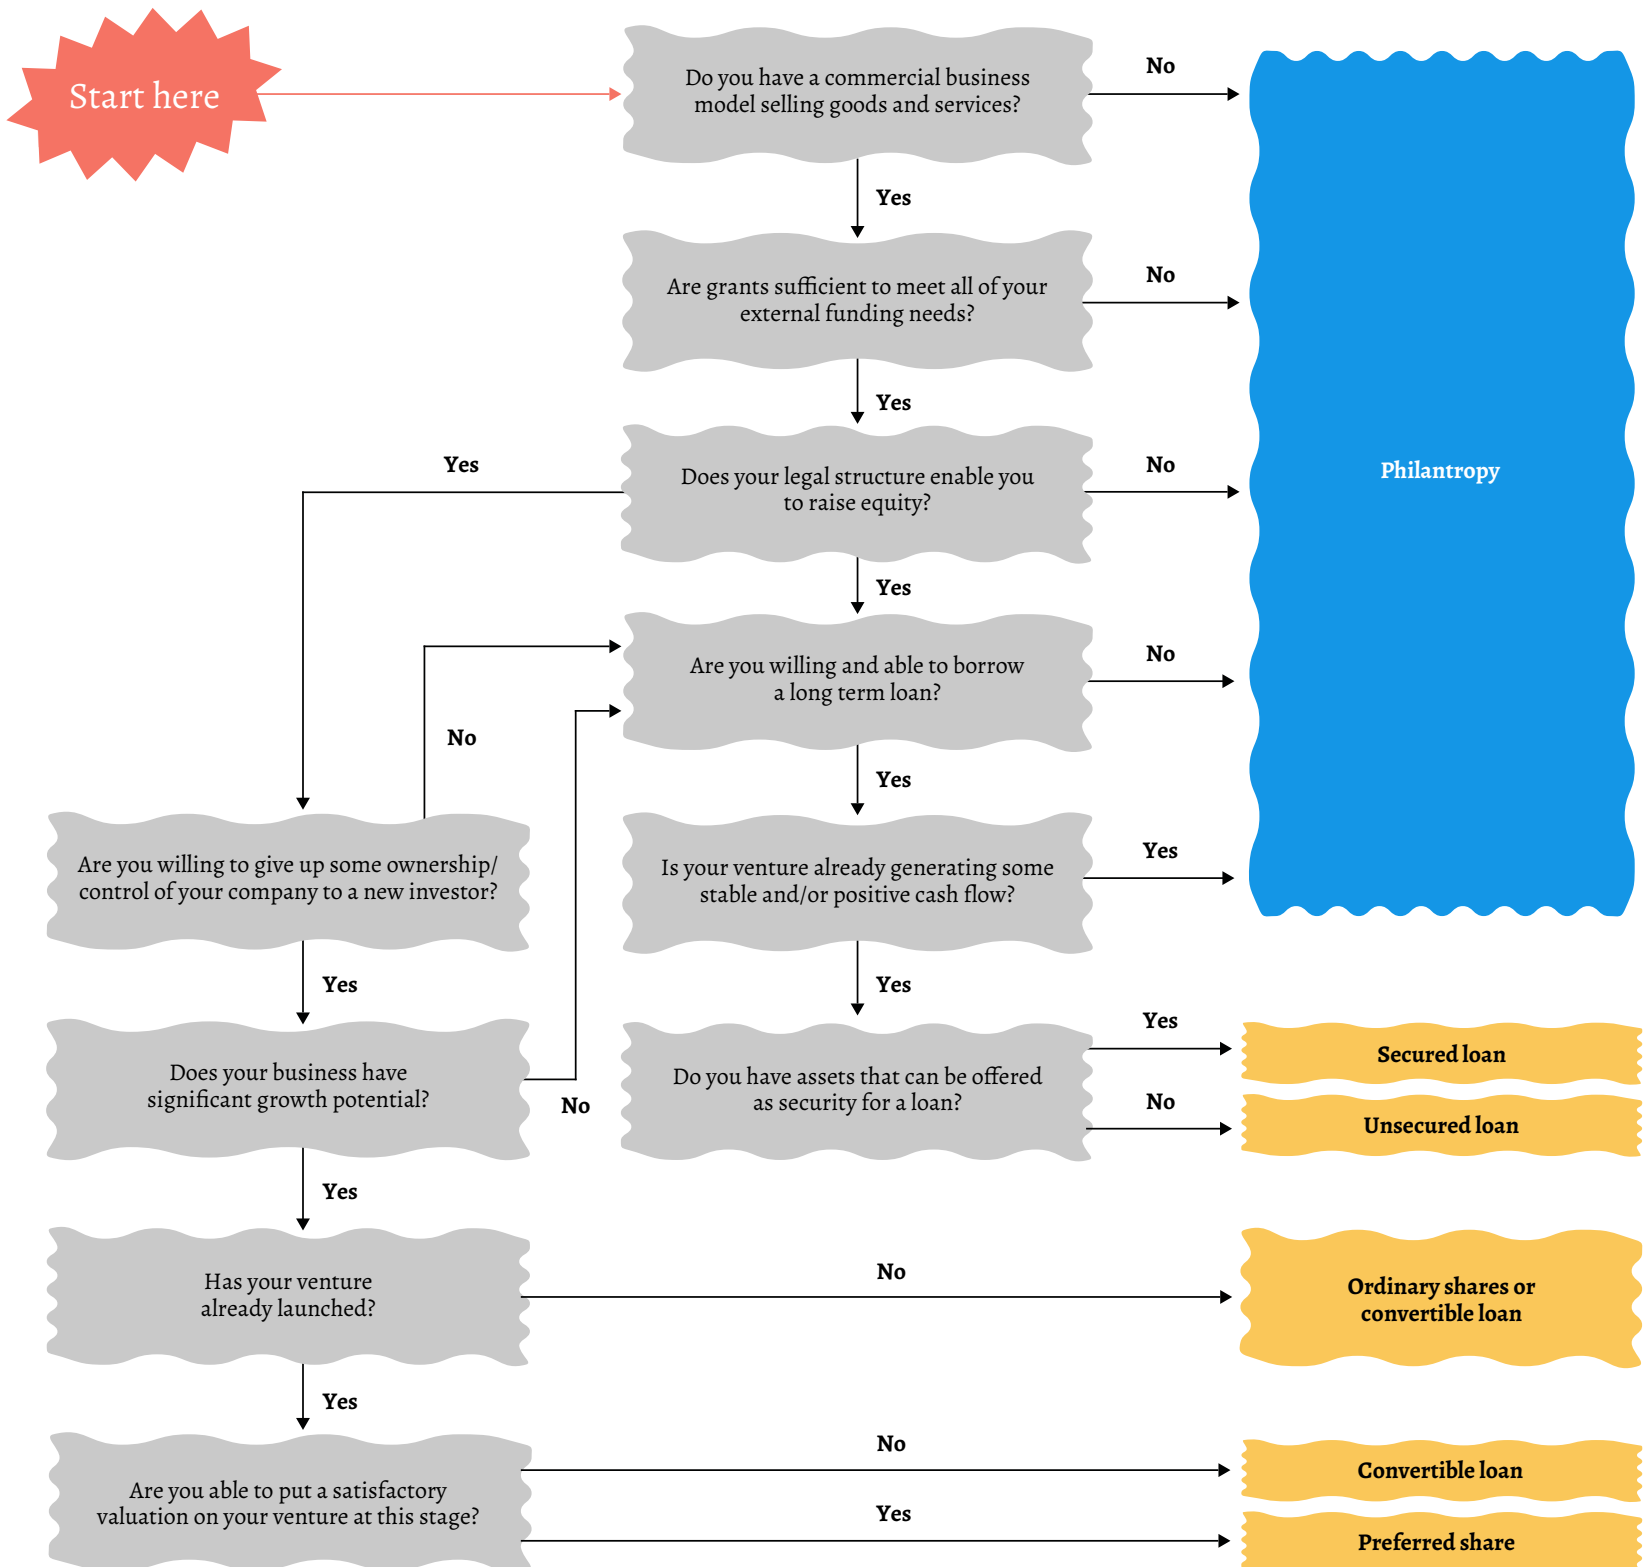 Start here
Do you have a commercial business
model selling goods and services?
No
Yes
Are grants sufficient to meet all of your
external funding needs?
No
Yes
Philantropy
Yes
Does your legal structure enable you
to raise equity?
No
Yes
Are you willing and able to borrow
a long term loan?
No
No
Yes
Are you willing to give up some ownership/
control of your company to a new investor?
Is your venture already generating some
stable and/or positive cash flow?
Yes
Yes
Yes
Does your business have
significant growth potential?
No
Do you have assets that can be offered
as security for a loan?
Yes
Secured loan
No
Unsecured loan
Yes
Has your venture
already launched?
No
Ordinary shares or
convertible loan
Yes
Are you able to put a satisfactory
valuation on your venture at this stage?
No
Convertible loan
Yes
Preferred share